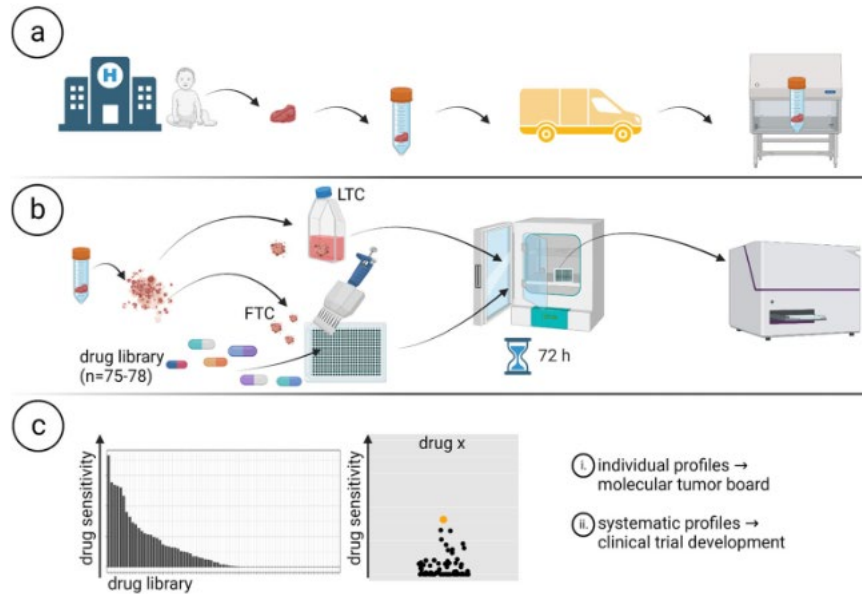 a
H
b
LTC
FTC
drug library
(n=75-78)
72 h
c
drug sensitivity
drug library
drug sensitivity
drug x
i. individual profiles →
molecular tumor board
ii. systematic profiles →
clinical trial development